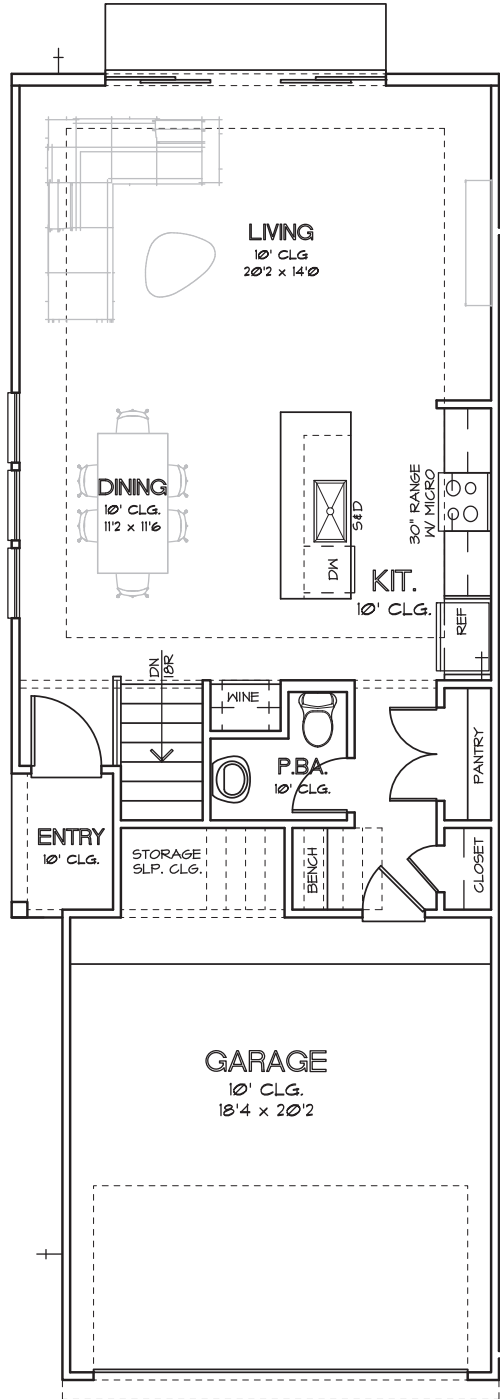 LIVING
10' CLG
20'2 x 14'0
DINING
10' CLG.
11'2 x 11'6
S&D
DW
30" RANGE
W/ MICRO
KIT.
10' CLG.
REF
DN
18R
WINE
P.BA.
10' CLG.
PANTRY
ENTRY
10' CLG.
STORAGE
SLP. CLG.
BENCH
CLOSET
GARAGE
10' CLG.
18'4 x 20'2